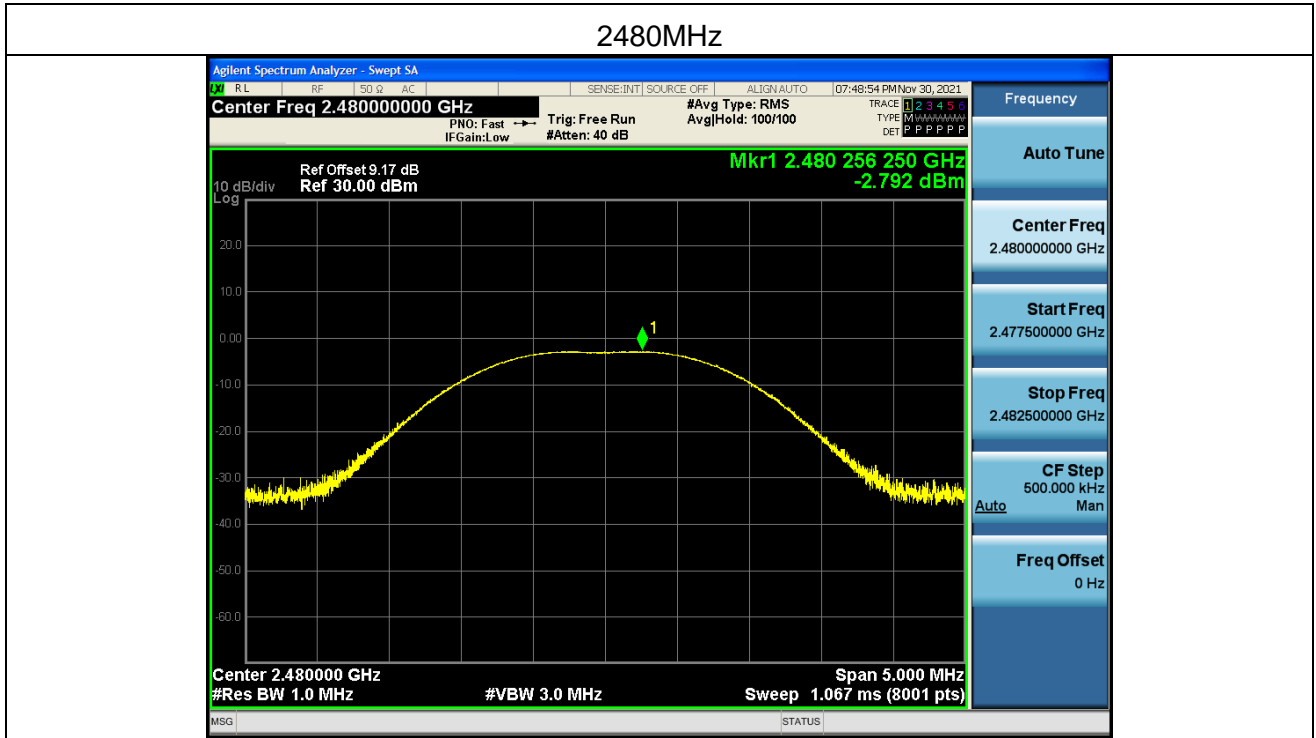 2480MHz
Agilent Spectrum Analyzer - Swept SA
LXI RL RF 50 Ω AC SENSE:INT SOURCE OFF ALIGN AUTO 07:48:54 PM Nov 30, 2021
Center Freq 2.480000000 GHz
#Avg Type: RMS
TRACE 1 2 3 4 5 6
PNO: Fast
Trig: Free Run
Avg|Hold: 100/100
TYPE M WWWWW
IFGain:Low
#Atten: 40 dB
DET P P P P P P
Mkr1 2.480 256 250 GHz
-2.792 dBm
Ref Offset 9.17 dB
10 dB/div Ref 30.00 dBm
Log
20.0
10.0
1
0.00
-10.0
-20.0
-30.0
-40.0
-50.0
-60.0
Center 2.480000 GHz
Span 5.000 MHz
#Res BW 1.0 MHz
#VBW 3.0 MHz
Sweep 1.067 ms (8001 pts)
MSG
STATUS
Frequency
Auto Tune
Center Freq
2.480000000 GHz
Start Freq
2.477500000 GHz
Stop Freq
2.482500000 GHz
CF Step
500.000 kHz
Auto Man
Freq Offset
0 Hz